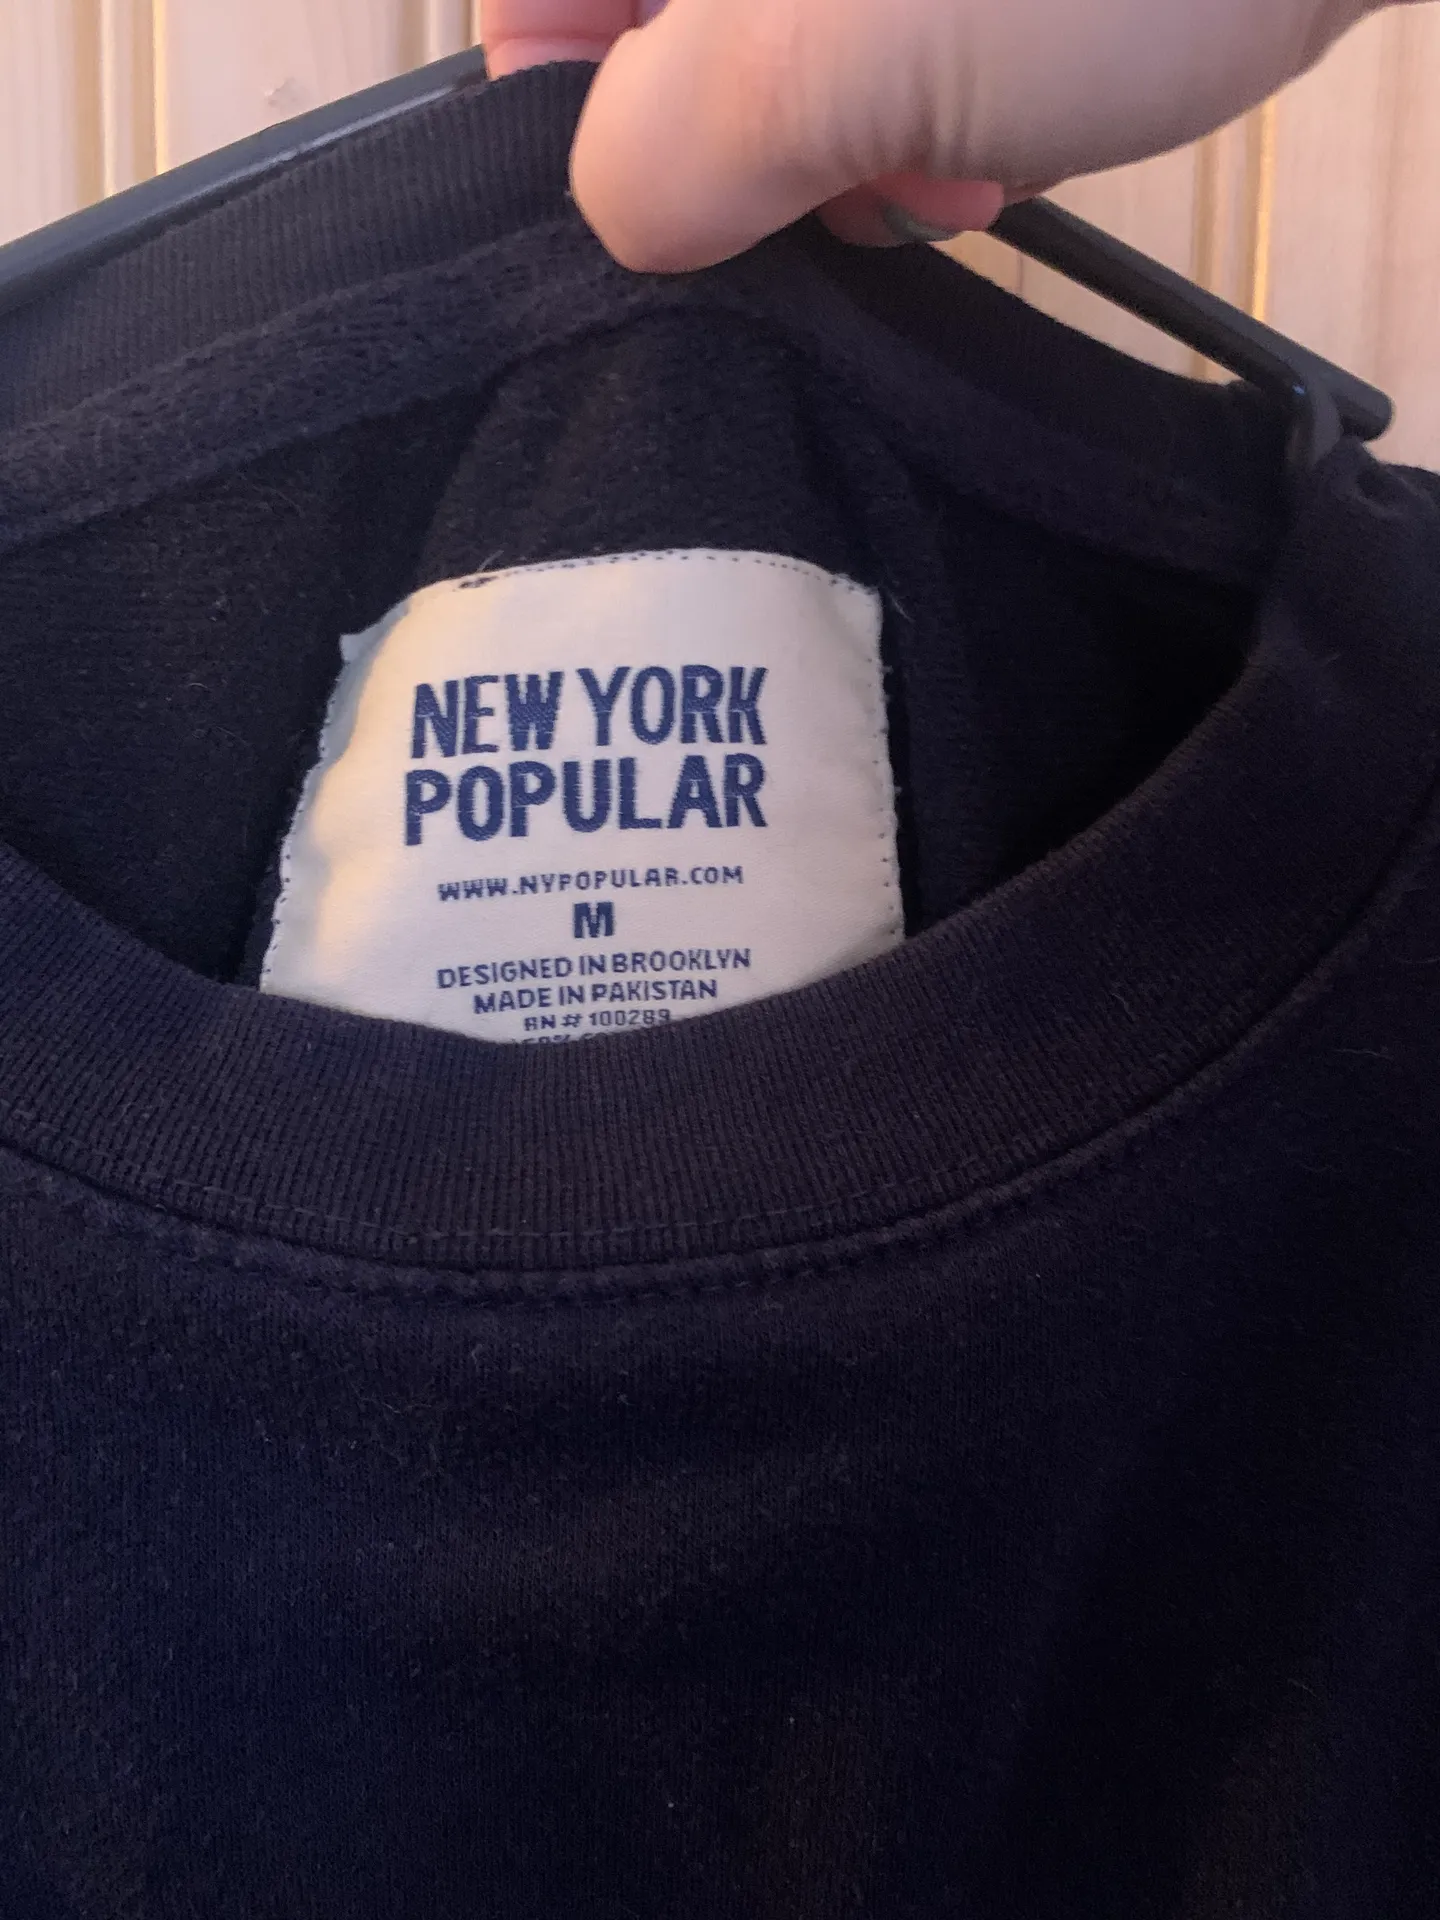 NEW YORK
POPULAR
WWW.NYPOPULAR.COM
M
DESIGNED IN BROOKLYN
MADE IN PAKISTAN
RN # 100289